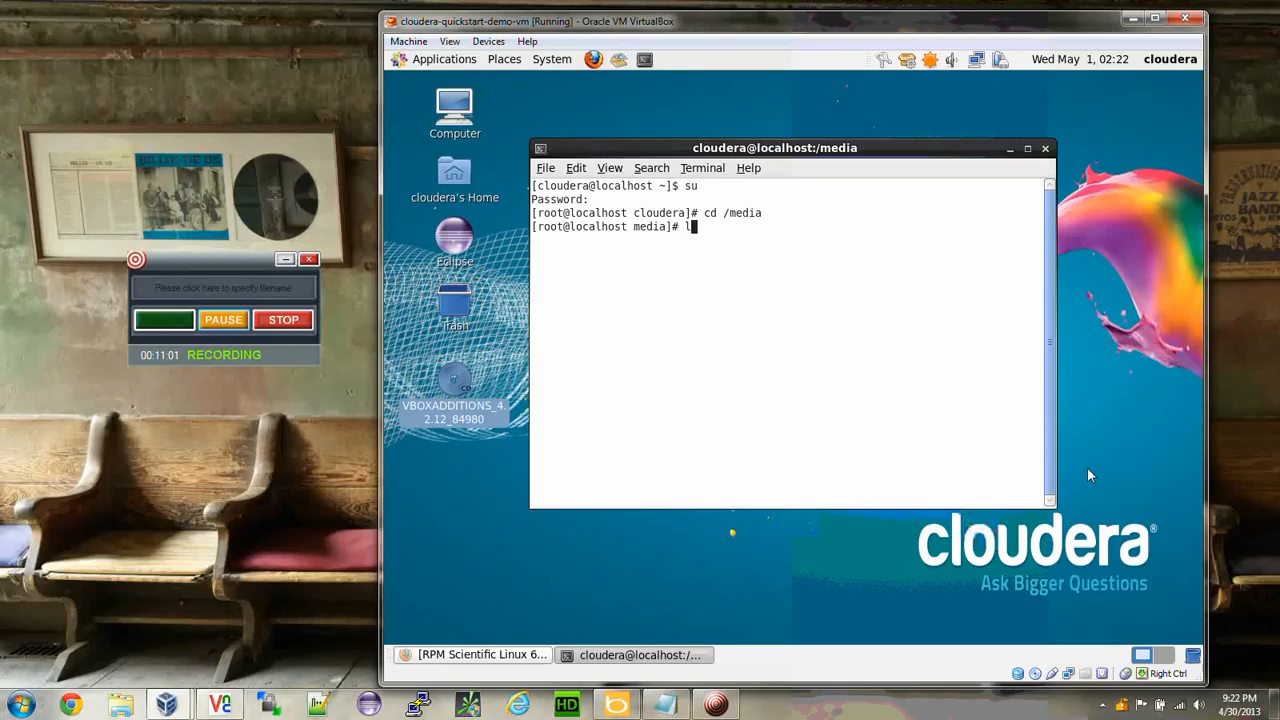 cloudera-quickstart-demo-vm [Running] - Oracle VM VirtualBox
Machine View Devices Help
Applications Places System
Wed May 1, 02:22 cloudera
Computer
cloudera's Home
Eclipse
Trash
VBOXADDITIONS_4.
2.12_84980
cloudera@localhost:/media
File Edit View Search Terminal Help
[cloudera@localhost ~]$ su
Password:
[root@localhost cloudera]# cd /media
[root@localhost media]# l
Please click here to specify filename
PAUSE STOP
00:11:01 RECORDING
cloudera®
Ask Bigger Questions
[RPM Scientific Linux 6...
cloudera@localhost:/...
Right Ctrl
HD
9:22 PM
4/30/2013